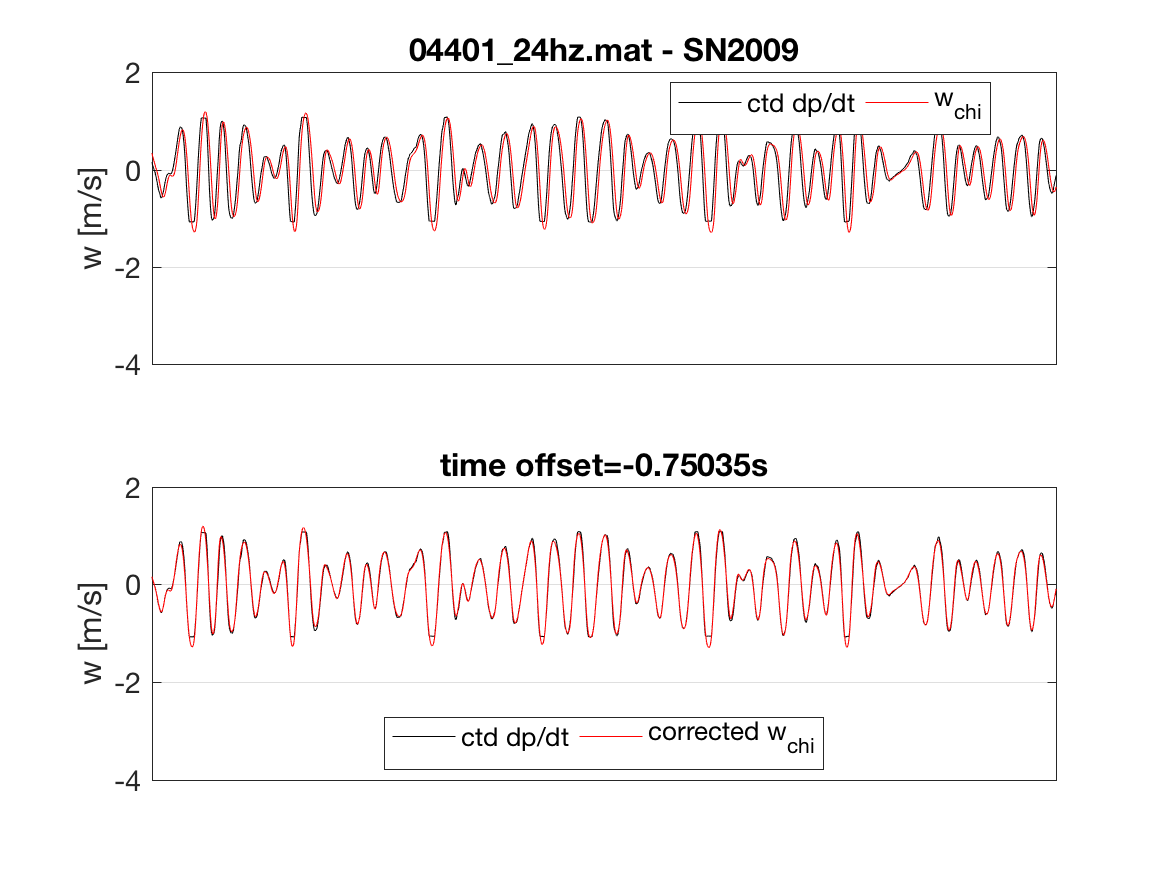 04401_24hz.mat - SN2009
2
0
-2
-4
w [m/s]
ctd dp/dt
w_chi
time offset=-0.75035s
2
0
-2
-4
w [m/s]
ctd dp/dt
corrected w_chi